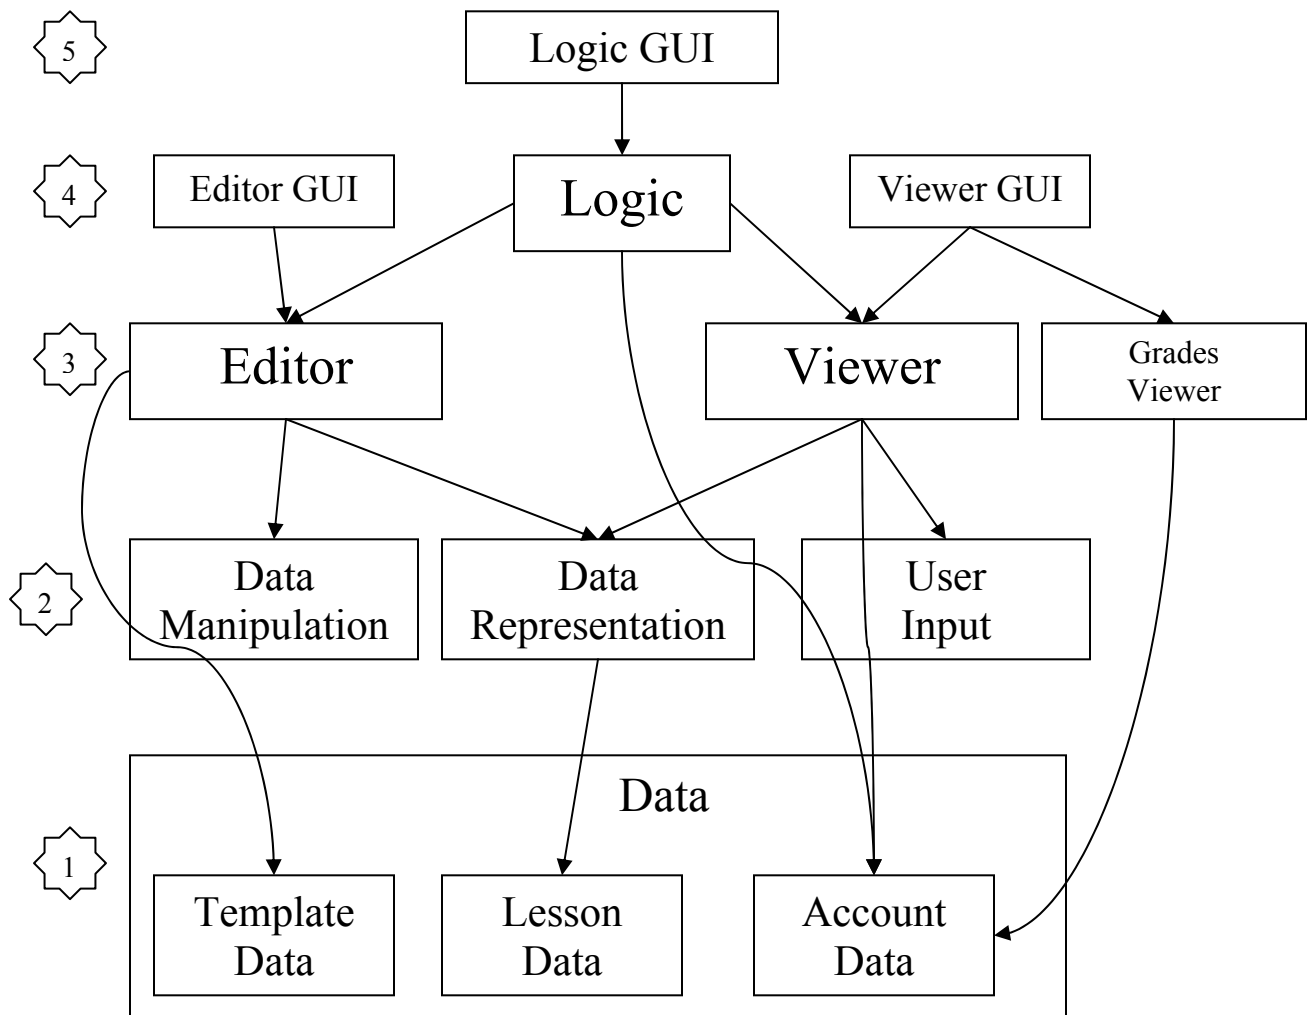 5
Logic GUI
4
Editor GUI
Logic
Viewer GUI
3
Editor
Viewer
Grades
Viewer
2
Data
Manipulation
Data
Representation
User
Input
Data
1
Template
Data
Lesson
Data
Account
Data